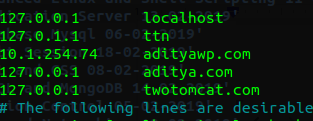 127.0.0.1 localhost
127.0.1.1 ttn
10.1.254.74 adityawp.com
127.0.0.1 aditya.com
127.0.0.1 twotomcat.com
# The following lines are desirable